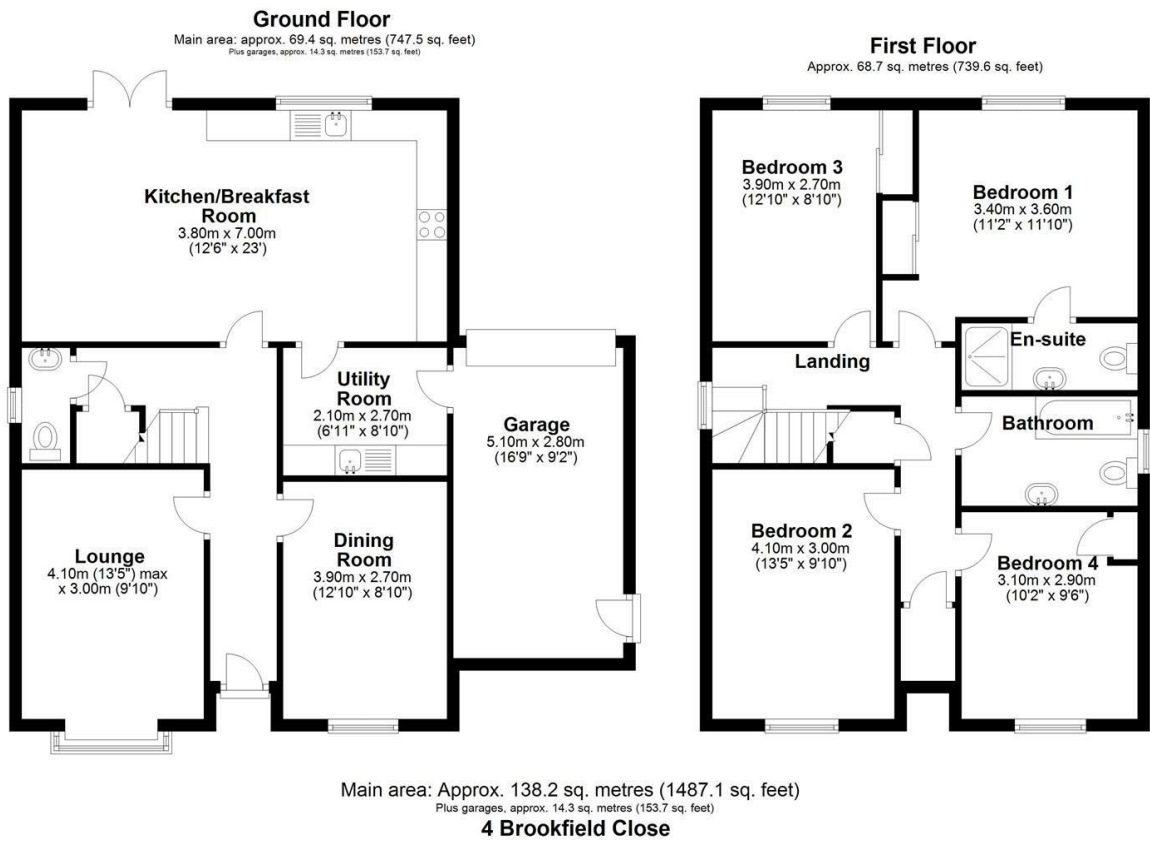 Ground Floor
Main area: approx. 69.4 sq. metres (747.5 sq. feet)
Plus garages, approx. 14.3 sq. metres (153.7 sq. feet)
Kitchen/Breakfast
Room
3.80m x 7.00m
(12'6" x 23')
Utility
Room
2.10m x 2.70m
(6'11" x 8'10")
Garage
5.10m x 2.80m
(16'9" x 9'2")
Lounge
4.10m (13'5") max
x 3.00m (9'10")
Dining
Room
3.90m x 2.70m
(12'10" x 8'10")
First Floor
Approx. 68.7 sq. metres (739.6 sq. feet)
Bedroom 3
3.90m x 2.70m
(12'10" x 8'10")
Bedroom 1
3.40m x 3.60m
(11'2" x 11'10")
En-suite
Landing
Bathroom
Bedroom 2
4.10m x 3.00m
(13'5" x 9'10")
Bedroom 4
3.10m x 2.90m
(10'2" x 9'6")
Main area: Approx. 138.2 sq. metres (1487.1 sq. feet)
Plus garages, approx. 14.3 sq. metres (153.7 sq. feet)
4 Brookfield Close